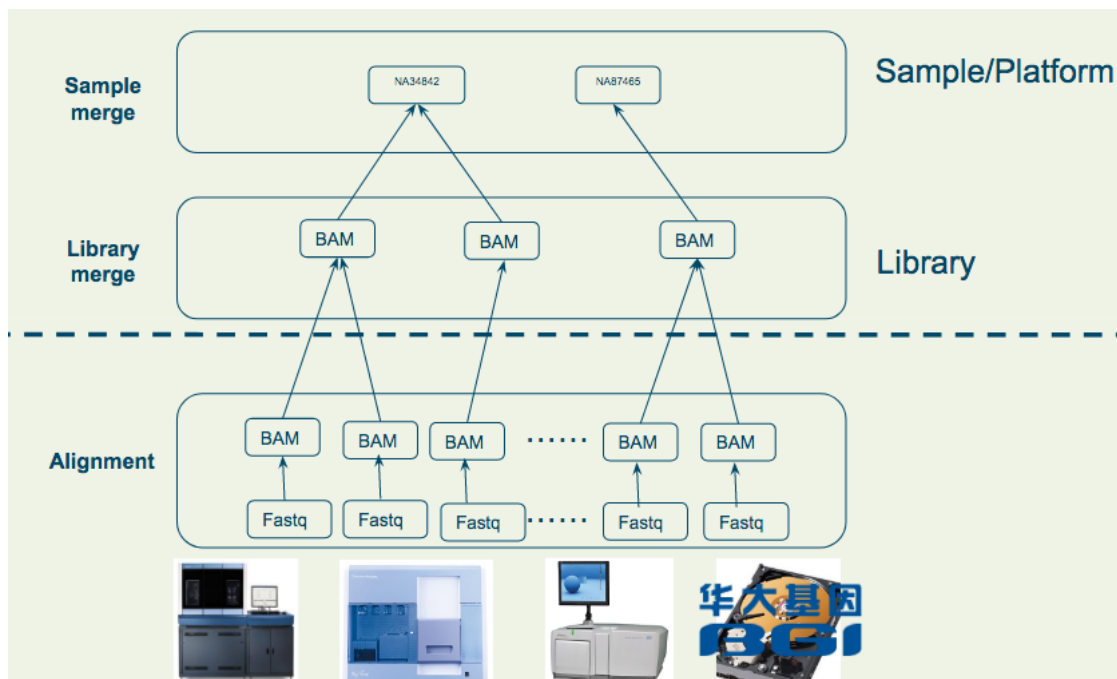 Sample merge
NA34842
NA87465
Sample/Platform
Library merge
BAM
BAM
BAM
Library
Alignment
BAM
BAM
BAM
......
BAM
BAM
Fastq
Fastq
Fastq
......
Fastq
Fastq
华大基因
BGI